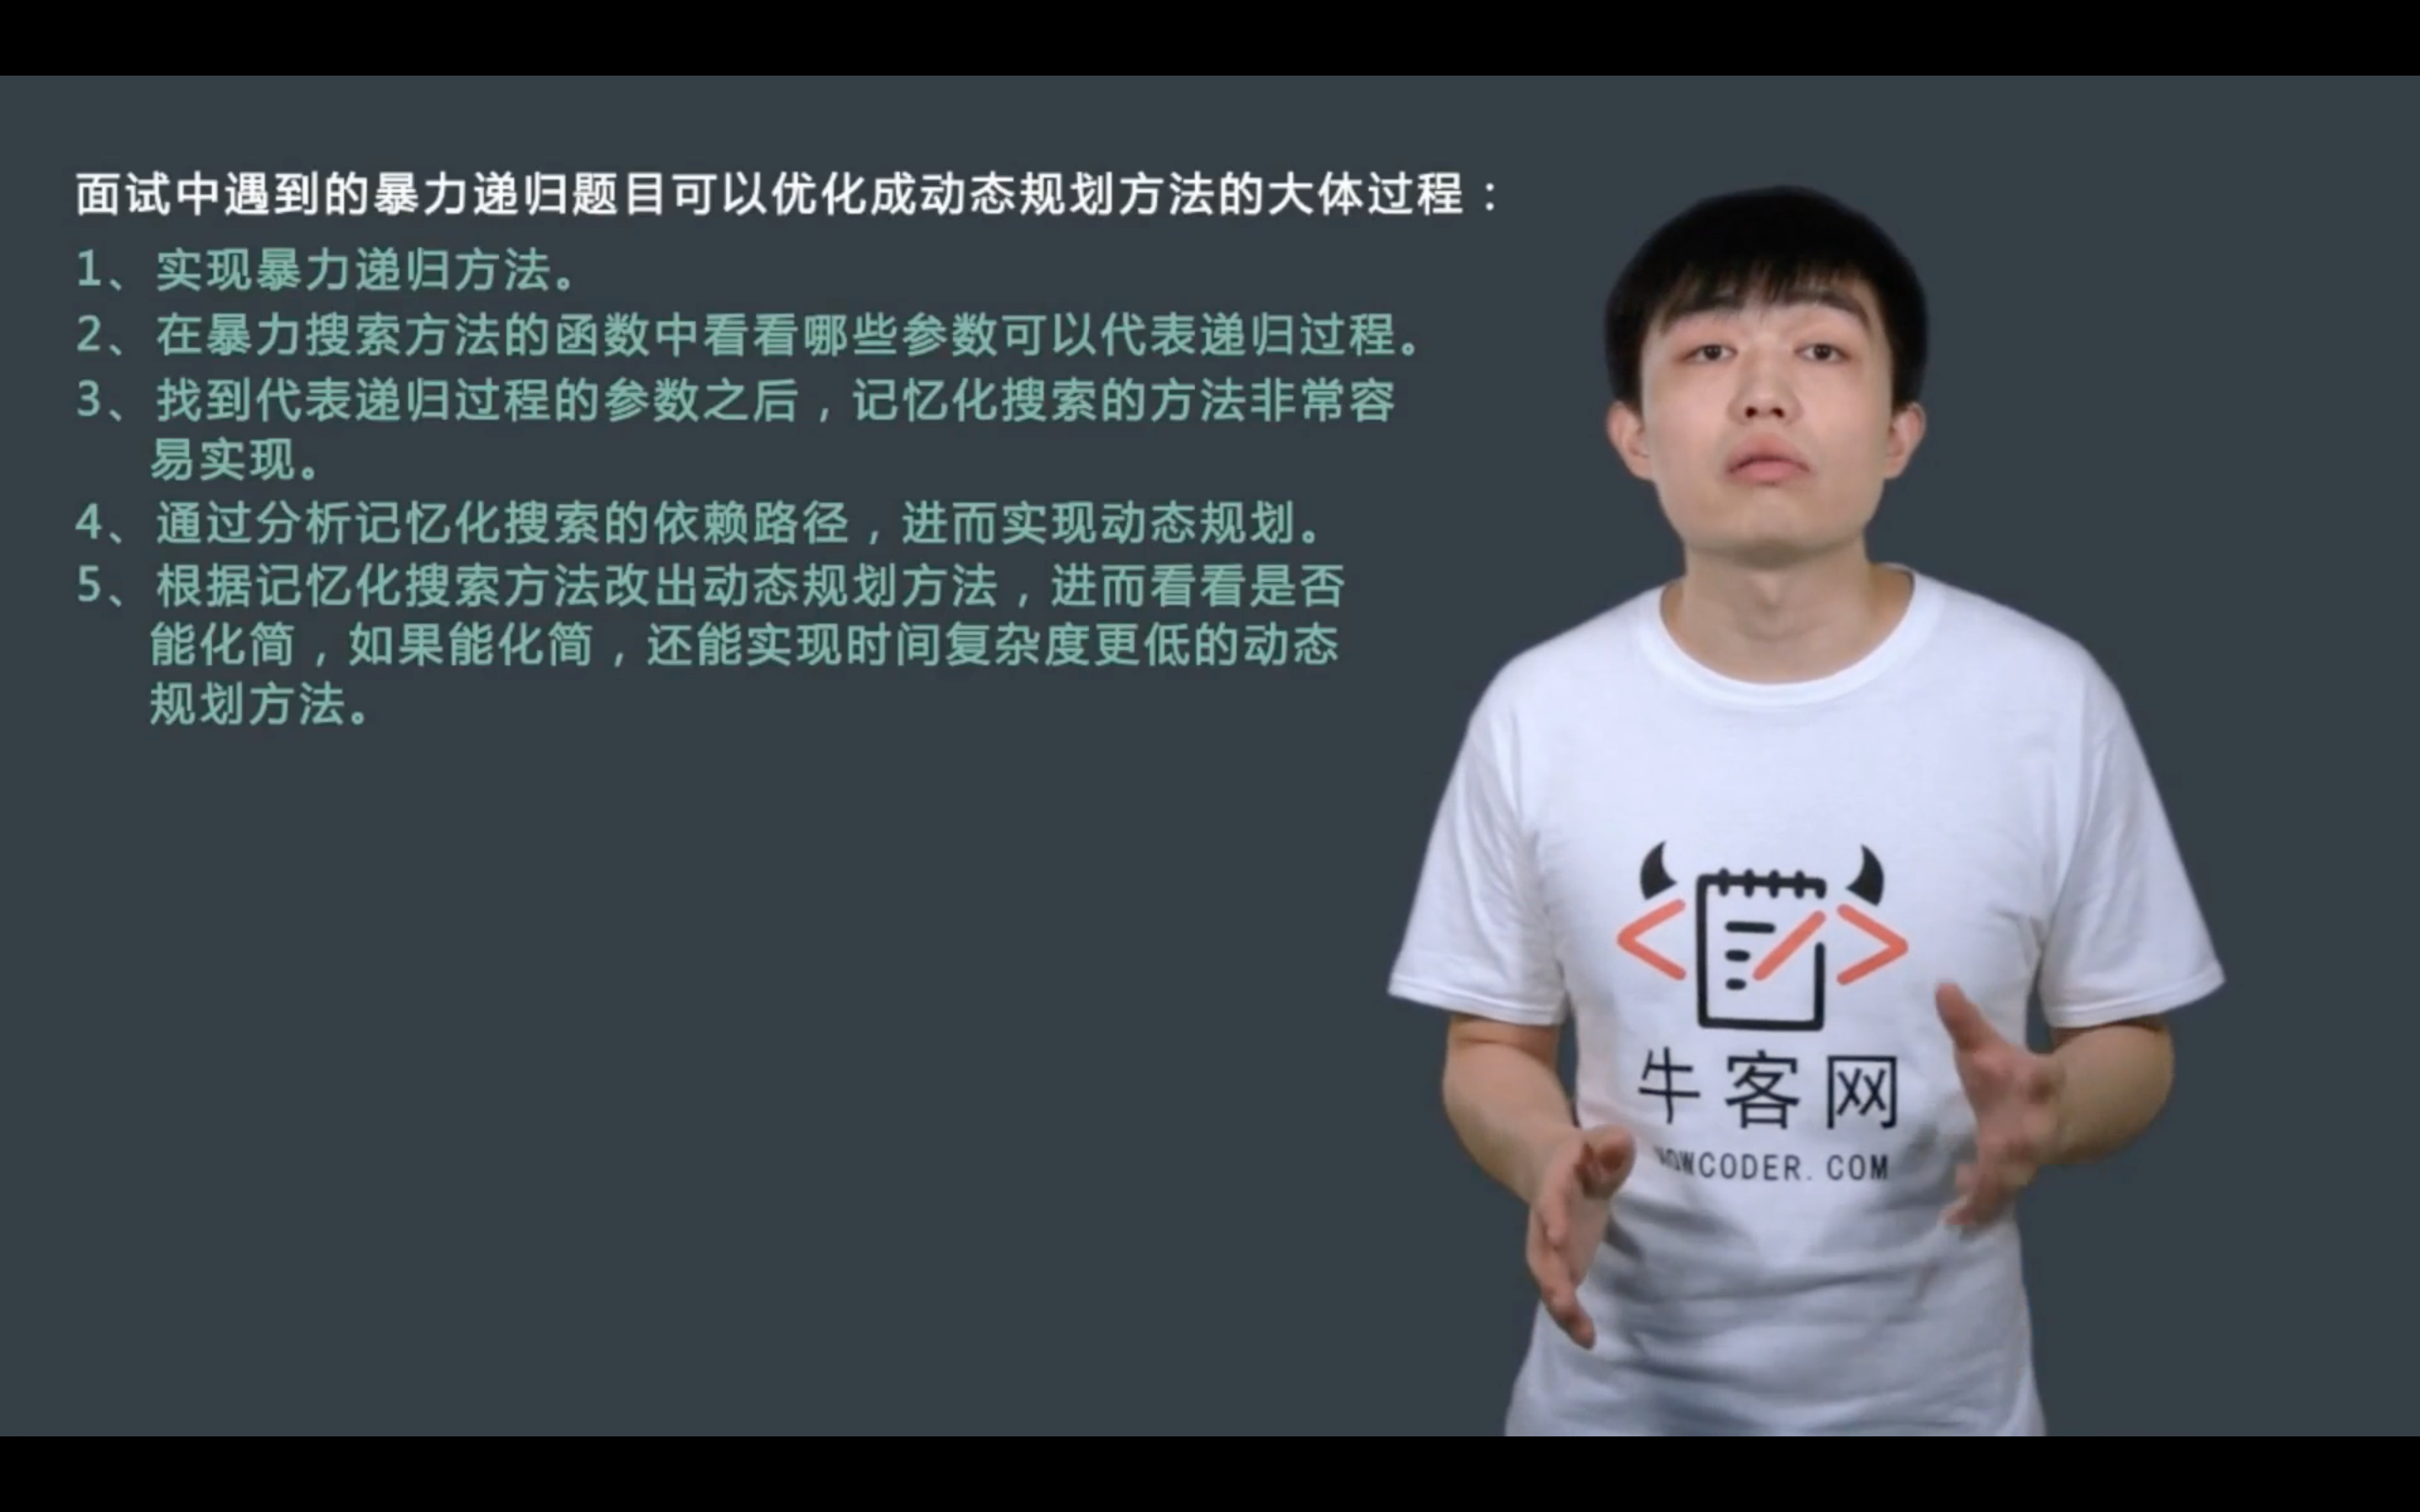 面试中遇到的暴力递归题目可以优化成动态规划方法的大体过程：
1、实现暴力递归方法。
2、在暴力搜索方法的函数中看看哪些参数可以代表递归过程。
3、找到代表递归过程的参数之后，记忆化搜索的方法非常容
易实现。
4、通过分析记忆化搜索的依赖路径，进而实现动态规划。
5、根据记忆化搜索方法改出动态规划方法，进而看看是否
能化简，如果能化简，还能实现时间复杂度更低的动态
规划方法。
牛客网
OWCODER.COM